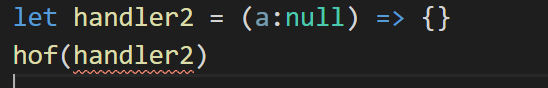 let handler2 = (a:null) => {}
hof(handler2)